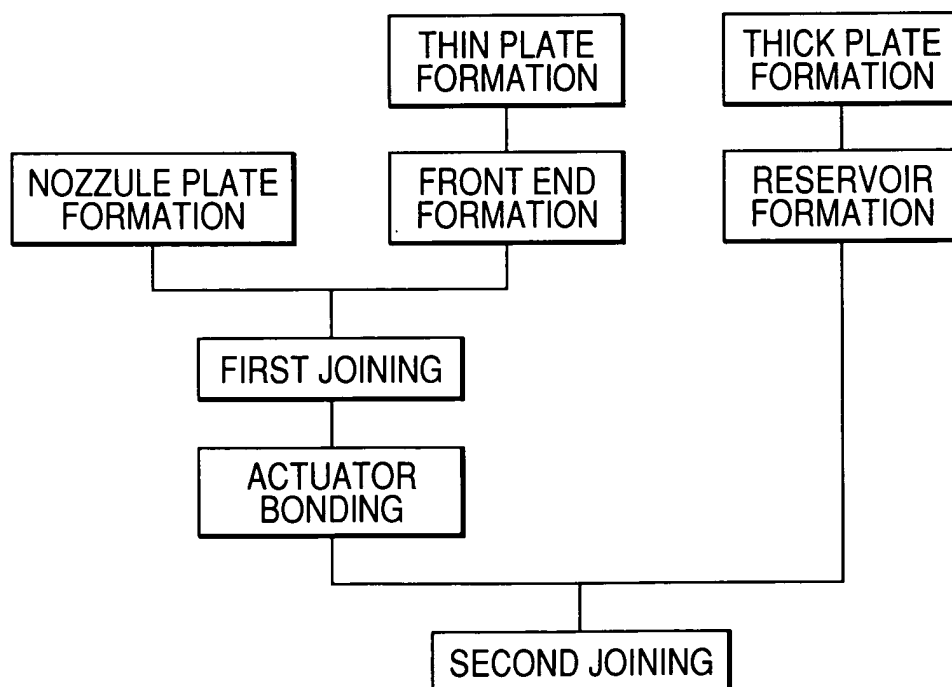 THIN PLATE
FORMATION
THICK PLATE
FORMATION
NOZZULE PLATE
FORMATION
FRONT END
FORMATION
RESERVOIR
FORMATION
FIRST JOINING
ACTUATOR
BONDING
SECOND JOINING